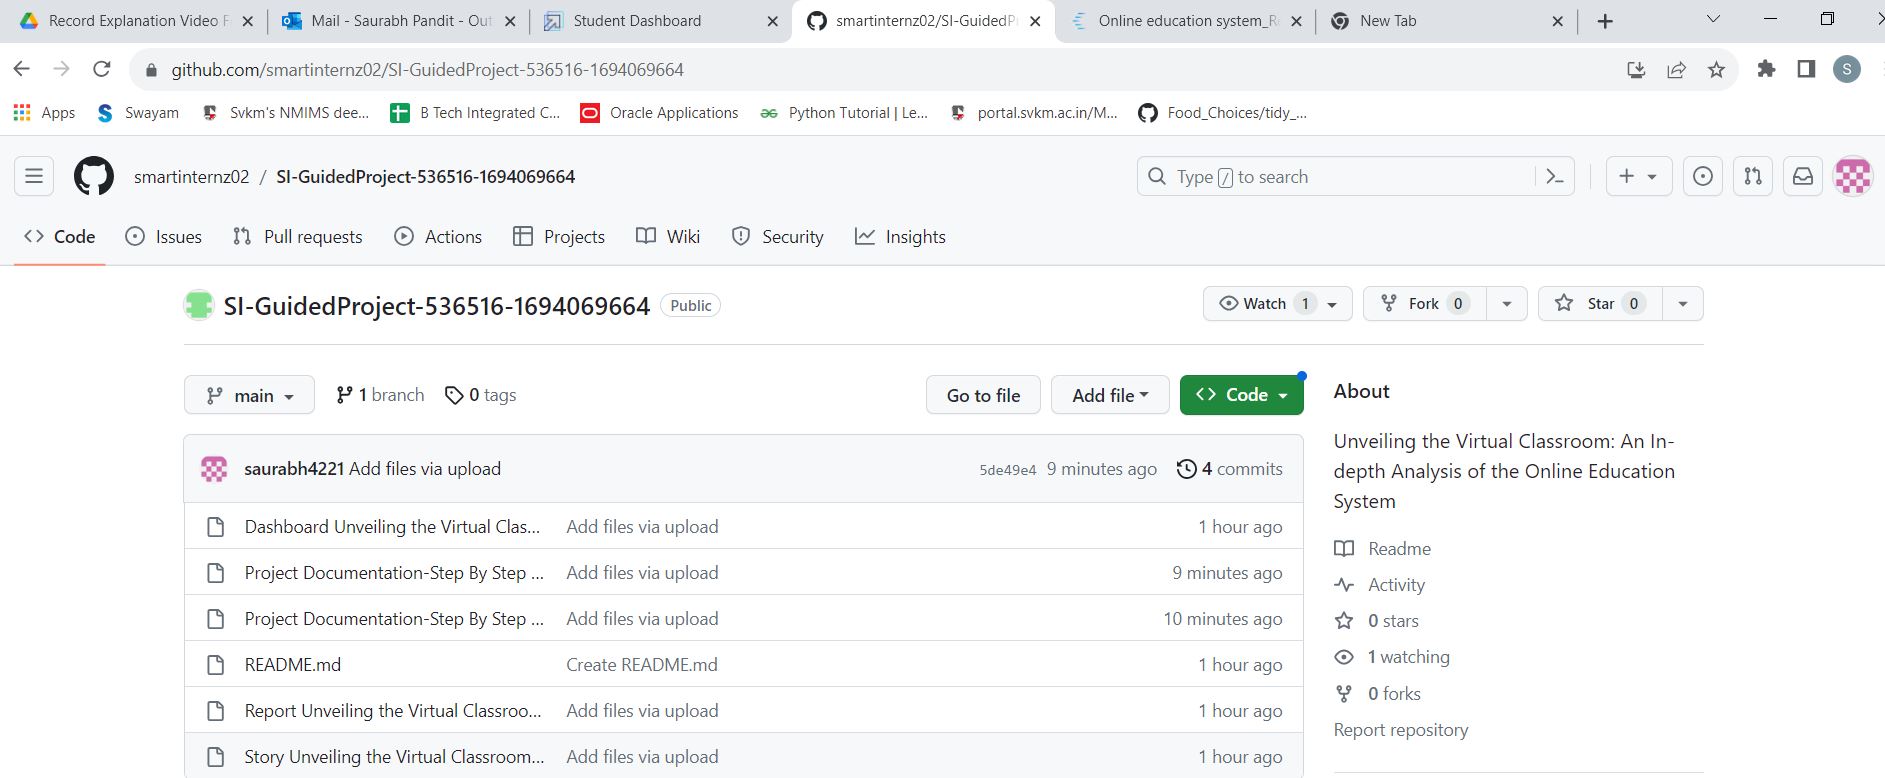 Record Explanation Video F
Mail - Saurabh Pandit - Out
Student Dashboard
smartinternz02/SI-GuidedP
Online education system_R
New Tab
github.com/smartinternz02/SI-GuidedProject-536516-1694069664
S
Apps
Swayam
Svkm's NMIMS dee...
B Tech Integrated C...
Oracle Applications
Python Tutorial | Le...
portal.svkm.ac.in/M...
Food_Choices/tidy_...
smartinternz02 / SI-GuidedProject-536516-1694069664
Type / to search
Code
Issues
Pull requests
Actions
Projects
Wiki
Security
Insights
SI-GuidedProject-536516-1694069664 Public
Watch 1
Fork 0
Star 0
main
1 branch
0 tags
Go to file
Add file
Code
saurabh4221 Add files via upload 5de49e4 9 minutes ago 4 commits
Dashboard Unveiling the Virtual Clas... Add files via upload 1 hour ago
Project Documentation-Step By Step ... Add files via upload 9 minutes ago
Project Documentation-Step By Step ... Add files via upload 10 minutes ago
README.md Create README.md 1 hour ago
Report Unveiling the Virtual Classroo... Add files via upload 1 hour ago
Story Unveiling the Virtual Classroom... Add files via upload 1 hour ago
About
Unveiling the Virtual Classroom: An In-
depth Analysis of the Online Education
System
Readme
Activity
0 stars
1 watching
0 forks
Report repository